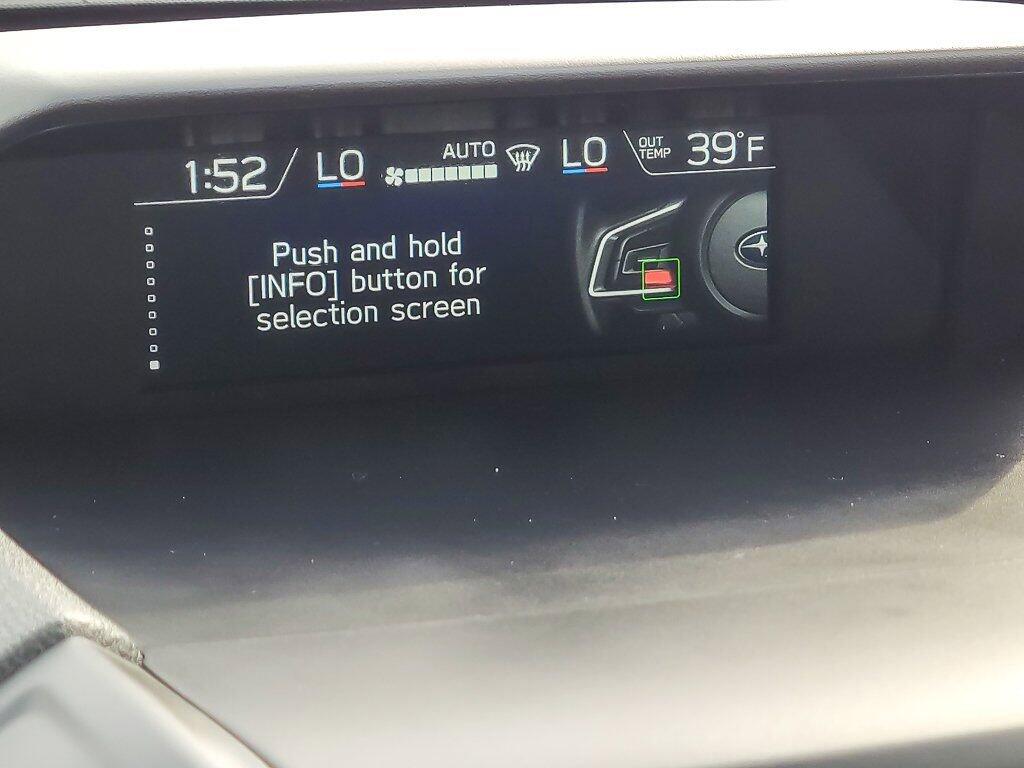 1:52 LO AUTO LO OUT TEMP 39°F
Push and hold
[INFO] button for
selection screen